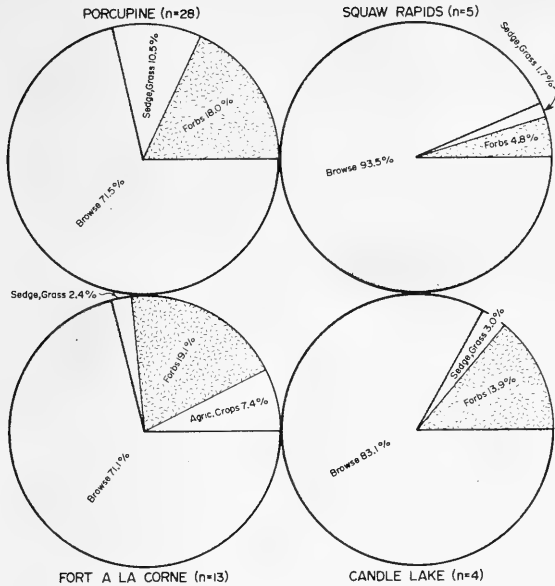 PORCUPINE (n=28)
Sedge,Grass 10.5%
Forbs 18.0%
Browse 71.5%
SQUAW RAPIDS (n=5)
Sedge,Grass 1.7%
Forbs 4.8%
Browse 93.5%
Sedge,Grass 2.4%
Forbs 19.1%
Agric.Crops 7.4%
Browse 71.1%
FORT A LA CORNE (n=13)
Sedge,Grass 3.0%
Forbs 13.9%
Browse 83.1%
CANDLE LAKE (n=4)